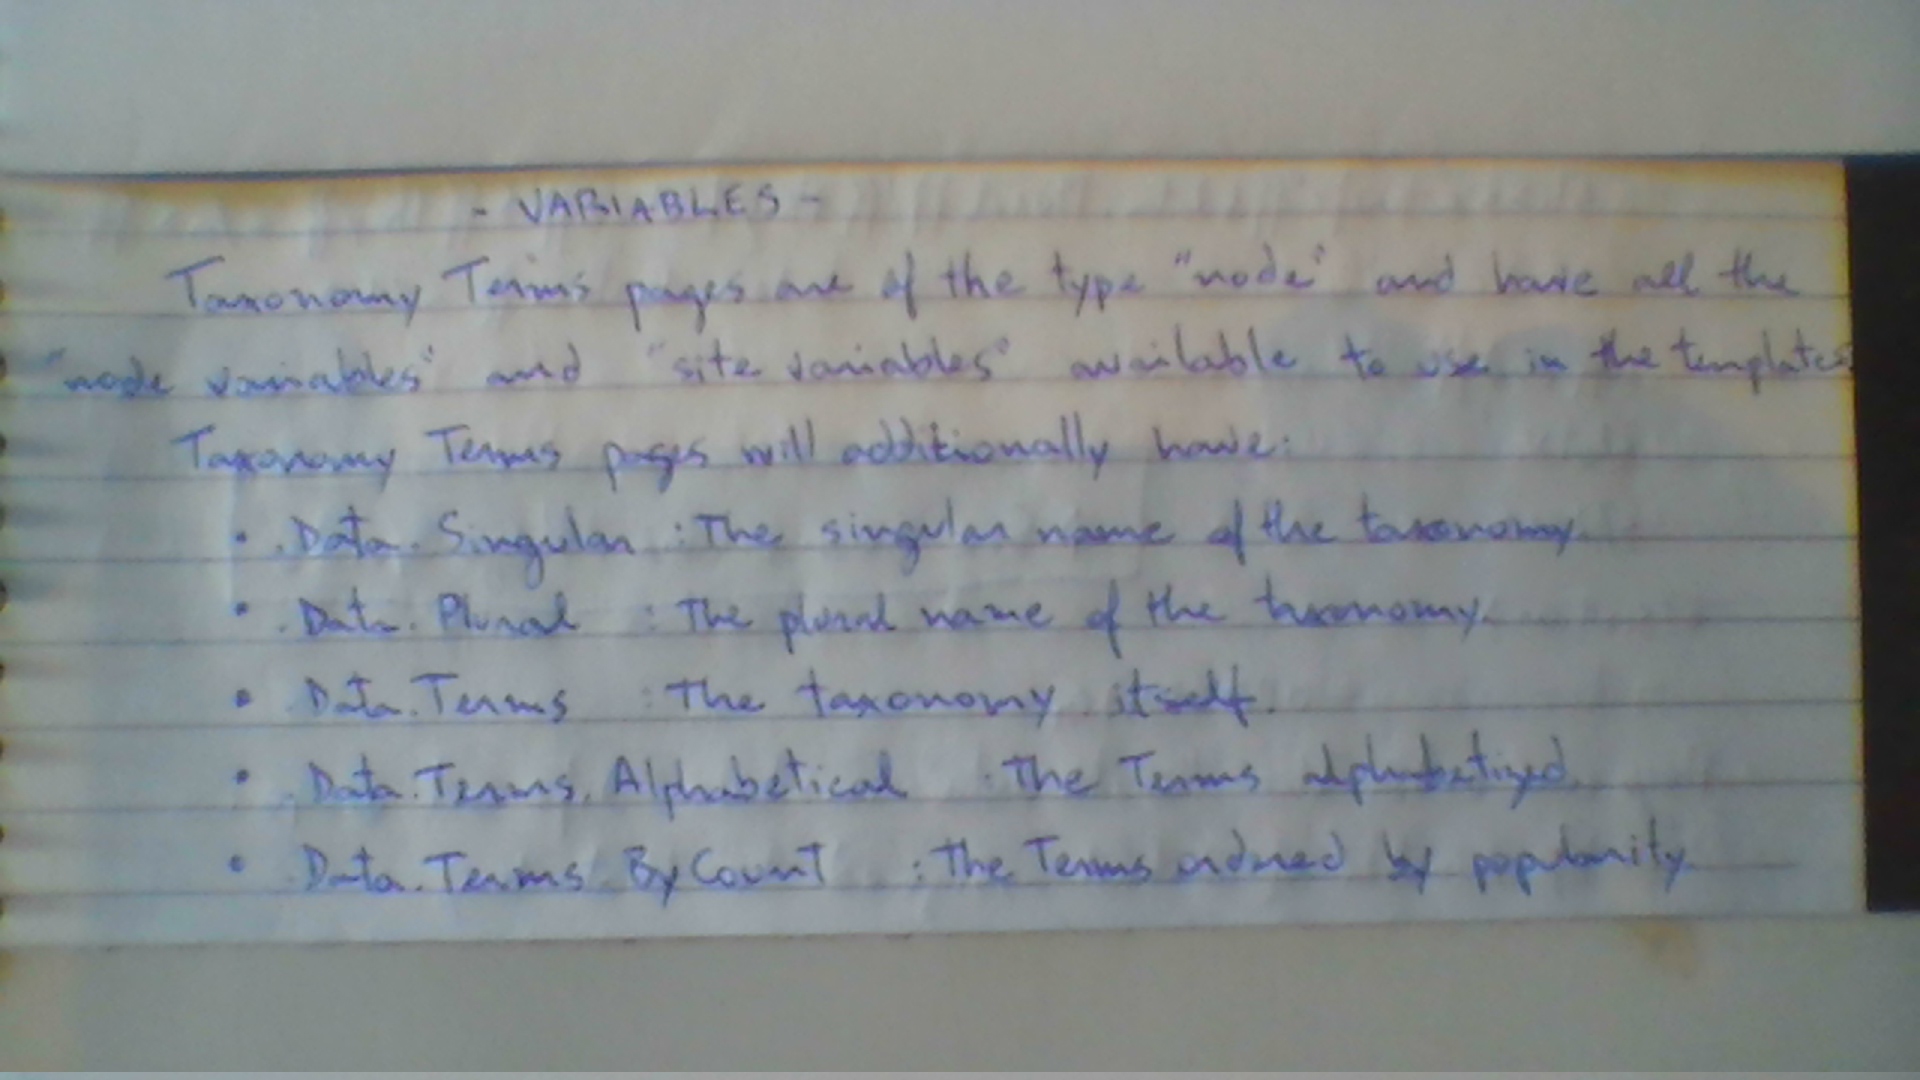 - VARIABLES -
Taxonomy Terms pages are of the type "node" and have all the
"node variables" and "site variables" available to use in the templates
Taxonomy Terms pages will additionally have:
• .Data.Singular : The singular name of the taxonomy.
• .Data.Plural : The plural name of the taxonomy.
• .Data.Terms : The taxonomy itself.
• .Data.Terms.Alphabetical : The Terms alphabetized
• .Data.Terms.ByCount : The Terms ordered by popularity